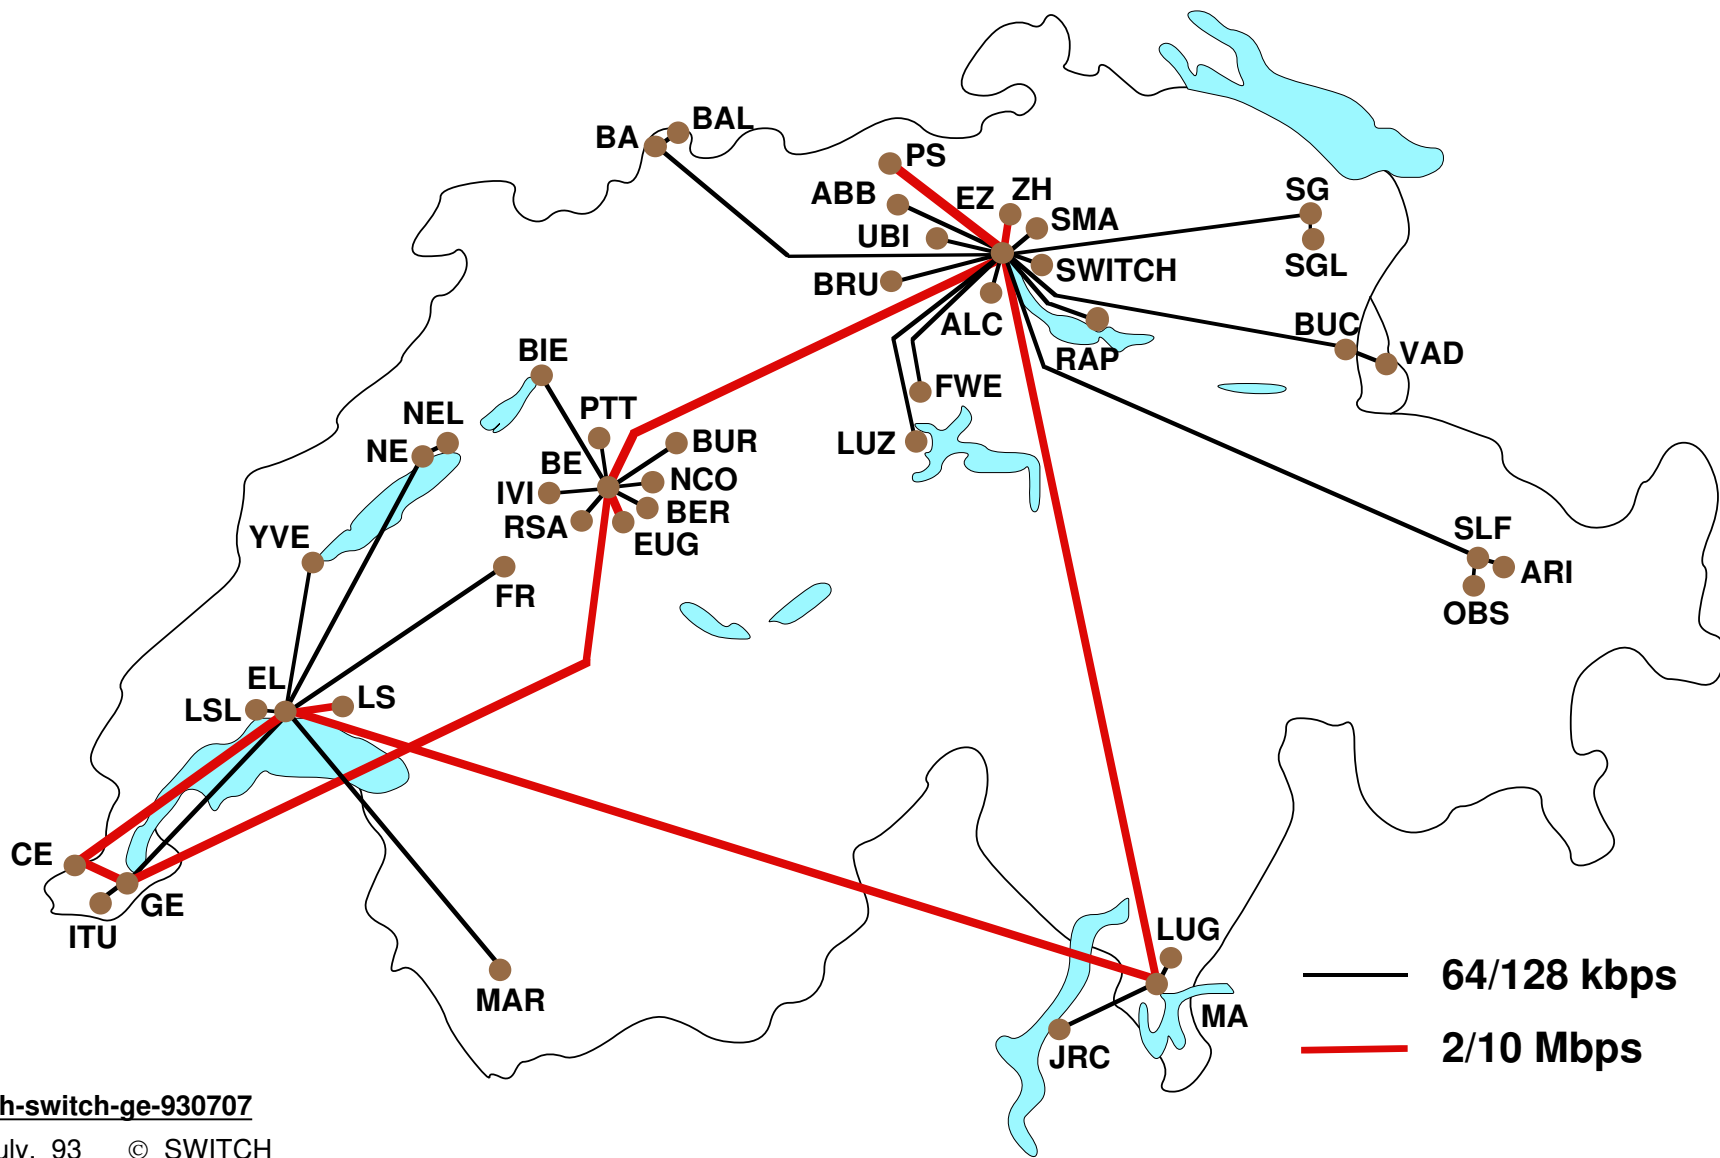 BAL
BA
PS
ABB
EZ
ZH
SMA
UBI
SWITCH
BRU
ALC
RAP
SG
SGL
BUC
VAD
BIE
FWE
PTT
NEL
NE
BUR
LUZ
BE
NCO
IVI
BER
RSA
EUG
YVE
FR
SLF
ARI
OBS
EL
LS
LSL
CE
GE
ITU
MAR
LUG
MA
JRC
64/128 kbps
2/10 Mbps
h-switch-ge-930707
uly, 93 © SWITCH